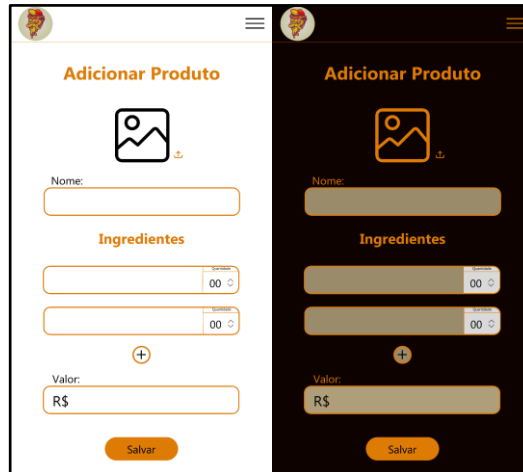 Adicionar Produto
Nome:
Ingredientes
Quantidade
00
Quantidade
00
Valor:
R$
Salvar
Adicionar Produto
Nome:
Ingredientes
Quantidade
00
Quantidade
00
Valor:
R$
Salvar